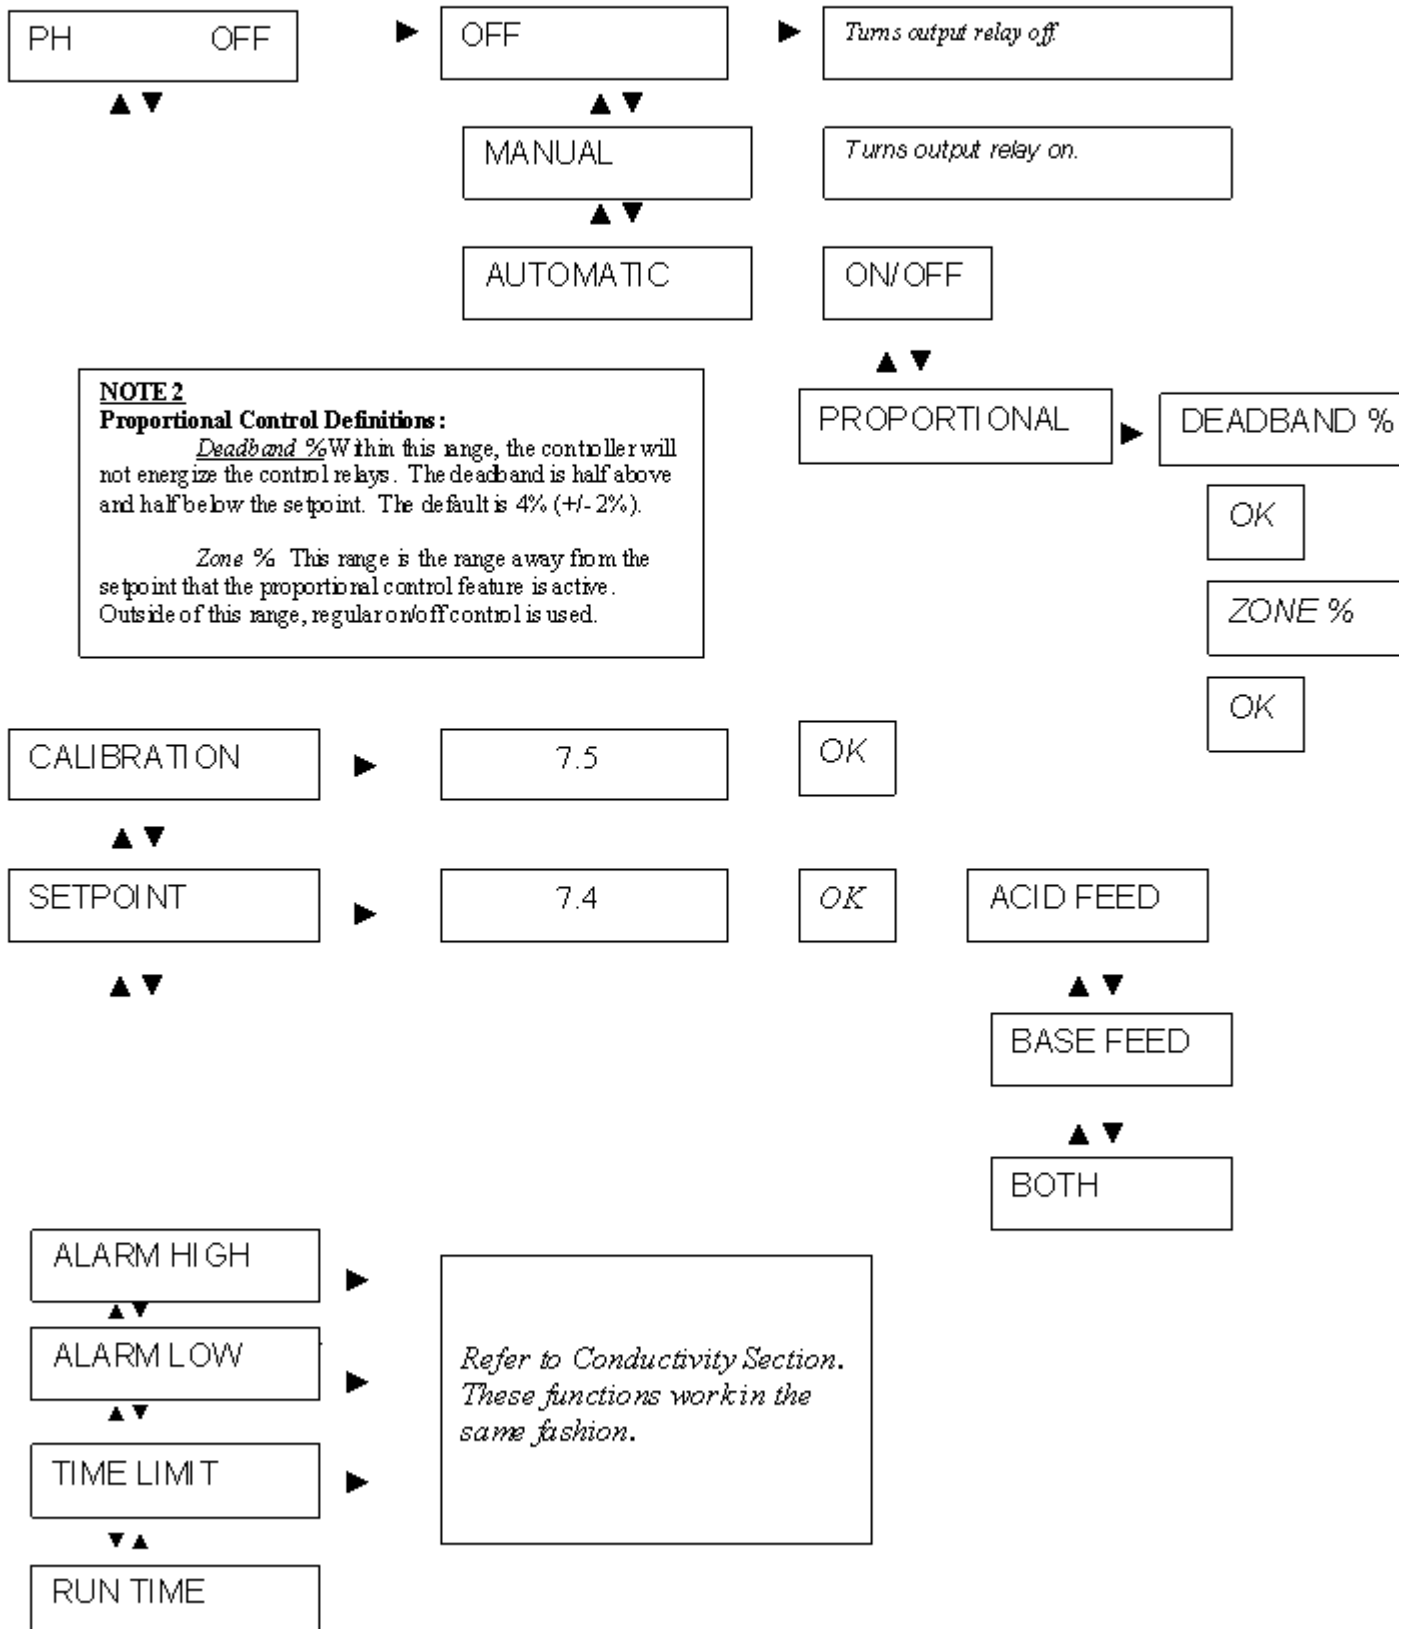 PH OFF
OFF
Turns output relay off.
MANUAL
Turns output relay on.
AUTOMATIC
ON/OFF
PROPORTIONAL
DEADBAND %
OK
ZONE %
OK
NOTE 2
Proportional Control Definitions:
Deadband % Within this range, the controller will
not energize the control relays. The deadband is half above
and half below the setpoint. The default is 4% (+/- 2%).
Zone % This range is the range away from the
setpoint that the proportional control feature is active.
Outside of this range, regular on/off control is used.
CALIBRATION
7.5
OK
SETPOINT
7.4
OK
ACID FEED
BASE FEED
BOTH
ALARM HIGH
ALARM LOW
TIME LIMIT
RUN TIME
Refer to Conductivity Section.
These functions work in the
same fashion.